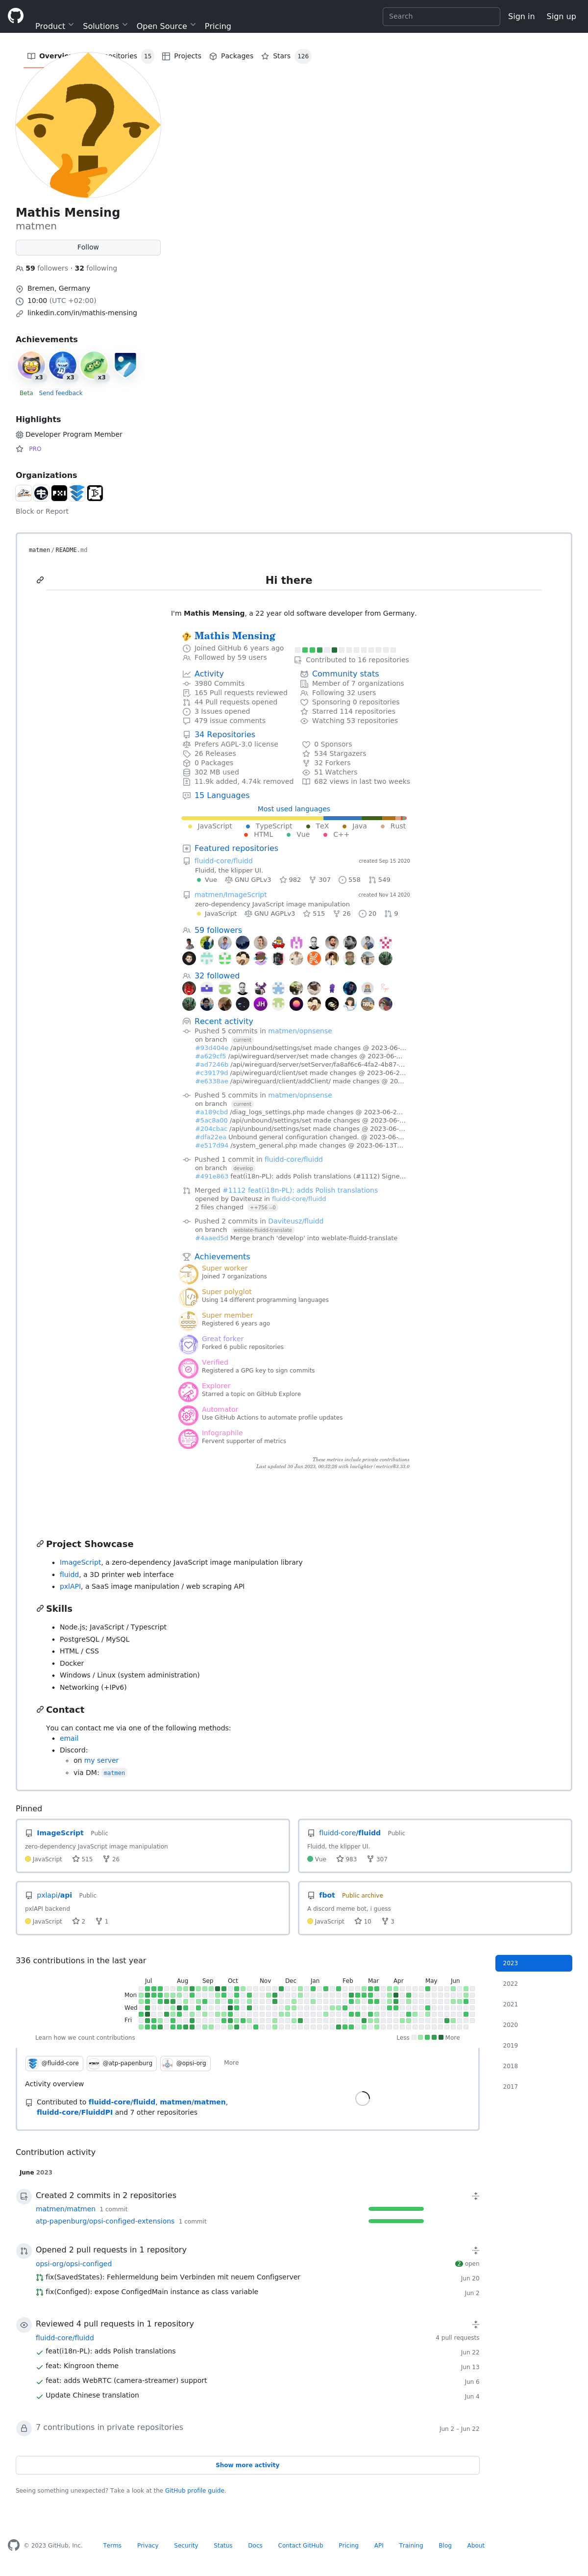 Product Solutions Open Source Pricing
Search
Sign in Sign up
Overview Repositories 15 Projects Packages Stars 126
Mathis Mensing
matmen
Follow
59 followers · 32 following
Bremen, Germany
10:00 (UTC +02:00)
linkedin.com/in/mathis-mensing
Achievements
x3 x3 x3
Beta Send feedback
Highlights
Developer Program Member
PRO
Organizations
Block or Report
matmen/README.md
Hi there
I'm Mathis Mensing, a 22 year old software developer from Germany.
Mathis Mensing
Joined GitHub 6 years ago
Followed by 59 users
Contributed to 16 repositories
Activity
3980 Commits
165 Pull requests reviewed
44 Pull requests opened
3 Issues opened
479 issue comments
Community stats
Member of 7 organizations
Following 32 users
Sponsoring 0 repositories
Starred 114 repositories
Watching 53 repositories
34 Repositories
Prefers AGPL-3.0 license
26 Releases
0 Packages
302 MB used
11.9k added, 4.74k removed
0 Sponsors
534 Stargazers
32 Forkers
51 Watchers
682 views in last two weeks
15 Languages
Most used languages
JavaScript TypeScript TeX Java Rust
HTML Vue C++
Featured repositories
fluidd-core/fluidd created Sep 15 2020
Fluidd, the klipper UI.
Vue GNU GPLv3 982 307 558 549
matmen/ImageScript created Nov 14 2020
zero-dependency JavaScript image manipulation
JavaScript GNU AGPLv3 515 26 20 9
59 followers
32 followed
JH
Recent activity
Pushed 5 commits in matmen/opnsense
on branch current
#93d404e /api/unbound/settings/set made changes @ 2023-06-...
#a629cf5 /api/wireguard/server/set made changes @ 2023-06-...
#ad7246b /api/wireguard/server/setServer/fa8af6c6-4fa2-4b87-...
#c39179d /api/wireguard/client/set made changes @ 2023-06-2...
#e6338ae /api/wireguard/client/addClient/ made changes @ 20...
Pushed 5 commits in matmen/opnsense
on branch current
#a189cbd /diag_logs_settings.php made changes @ 2023-06-2...
#5ac8a00 /api/unbound/settings/set made changes @ 2023-06-...
#204cbac /api/unbound/settings/set made changes @ 2023-06-...
#dfa22ea Unbound general configuration changed. @ 2023-06-...
#e517d94 /system_general.php made changes @ 2023-06-13T...
Pushed 1 commit in fluidd-core/fluidd
on branch develop
#491e863 feat(i18n-PL): adds Polish translations (#1112) Signe...
Merged #1112 feat(i18n-PL): adds Polish translations
opened by Daviteusz in fluidd-core/fluidd
2 files changed ++756 --0
Pushed 2 commits in Daviteusz/fluidd
on branch weblate-fluidd-translate
#4aaed5d Merge branch 'develop' into weblate-fluidd-translate
Achievements
Super worker
Joined 7 organizations
Super polyglot
Using 14 different programming languages
Super member
Registered 6 years ago
Great forker
Forked 6 public repositories
Verified
Registered a GPG key to sign commits
Explorer
Starred a topic on GitHub Explore
Automator
Use GitHub Actions to automate profile updates
Infographile
Fervent supporter of metrics
These metrics include private contributions
Last updated 30 Jun 2023, 00:32:26 with lowlighter/metrics@3.33.0
Project Showcase
ImageScript, a zero-dependency JavaScript image manipulation library
fluidd, a 3D printer web interface
pxlAPI, a SaaS image manipulation / web scraping API
Skills
Node.js; JavaScript / Typescript
PostgreSQL / MySQL
HTML / CSS
Docker
Windows / Linux (system administration)
Networking (+IPv6)
Contact
You can contact me via one of the following methods:
email
Discord:
on my server
via DM: matmen
Pinned
ImageScript Public
zero-dependency JavaScript image manipulation
JavaScript 515 26
fluidd-core/fluidd Public
Fluidd, the klipper UI.
Vue 983 307
pxlapi/api Public
pxlAPI backend
JavaScript 2 1
fbot Public archive
A discord meme bot, i guess
JavaScript 10 3
336 contributions in the last year
Jul Aug Sep Oct Nov Dec Jan Feb Mar Apr May Jun
Mon
Wed
Fri
Learn how we count contributions
Less More
2023
2022
2021
2020
2019
2018
2017
@fluidd-core @atp-papenburg @opsi-org More
Activity overview
Contributed to fluidd-core/fluidd, matmen/matmen,
fluidd-core/FluiddPI and 7 other repositories
Contribution activity
June 2023
Created 2 commits in 2 repositories
matmen/matmen 1 commit
atp-papenburg/opsi-configed-extensions 1 commit
Opened 2 pull requests in 1 repository
opsi-org/opsi-configed 2 open
fix(SavedStates): Fehlermeldung beim Verbinden mit neuem Configserver Jun 20
fix(Configed): expose ConfigedMain instance as class variable Jun 2
Reviewed 4 pull requests in 1 repository
fluidd-core/fluidd 4 pull requests
feat(i18n-PL): adds Polish translations Jun 22
feat: Kingroon theme Jun 13
feat: adds WebRTC (camera-streamer) support Jun 6
Update Chinese translation Jun 4
7 contributions in private repositories Jun 2 – Jun 22
Show more activity
Seeing something unexpected? Take a look at the GitHub profile guide.
© 2023 GitHub, Inc. Terms Privacy Security Status Docs Contact GitHub Pricing API Training Blog About